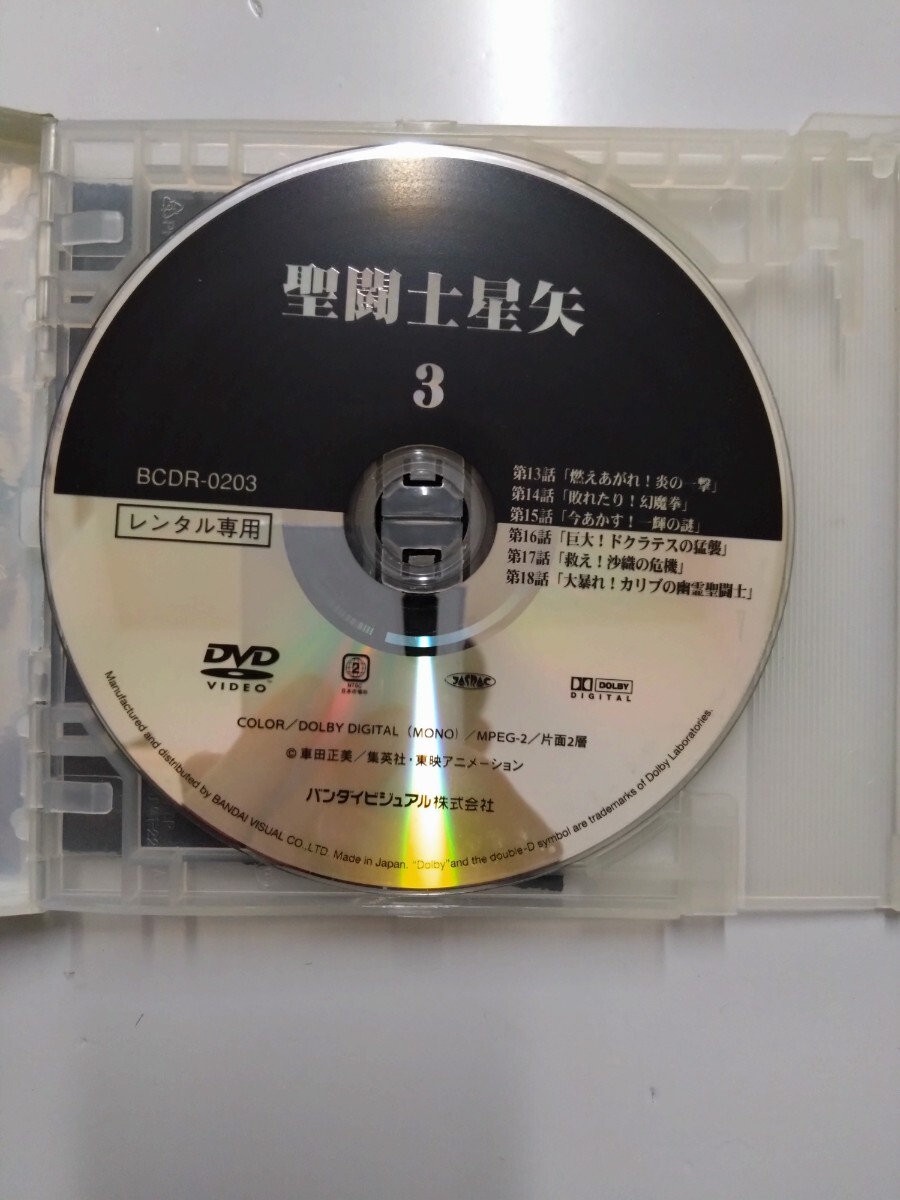 聖闘士星矢
3
BCDR-0203
レンタル専用
第13話「燃えあがれ!炎の一撃」
第14話「敗れたり!幻魔拳」
第15話「今あかす!一輝の謎」
第16話「巨大!ドクラテスの猛襲」
第17話「救え!沙織の危機」
第18話「大暴れ!カリブの幽霊聖闘士」
DVD
VIDEO
2
JASRAC
DOLBY
DIGITAL
COLOR/DOLBY DIGITAL (MONO)/MPEG-2/片面2層
©車田正美/集英社・東映アニメーション
バンダイビジュアル株式会社
Manufactured and distributed by BANDAI VISUAL CO.,LTD. Made in Japan. "Dolby"and the double-D symbol are trademarks of Dolby Laboratories.